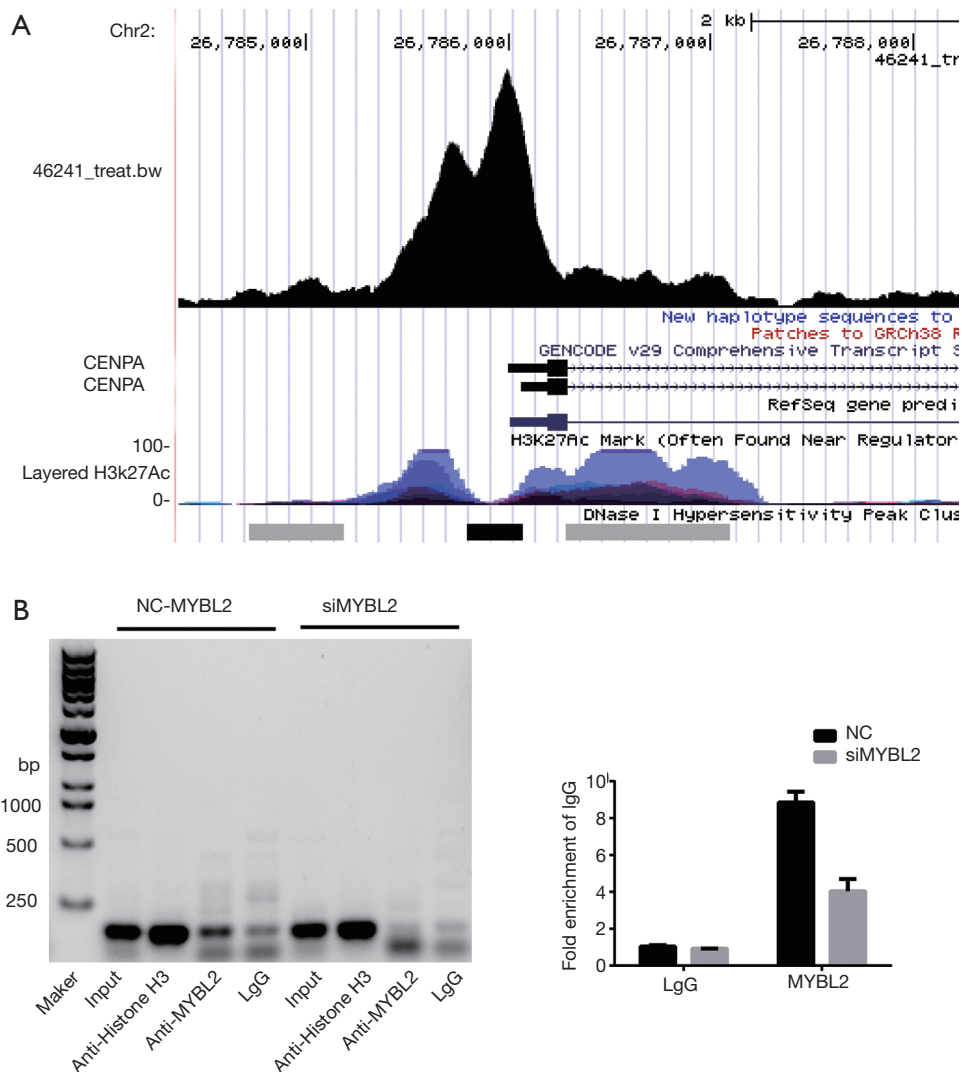 A
Chr2:
2 kb
26,785,000
26,786,000
26,787,000
26,788,000
46241_tr
46241_treat.bw
New haplotype sequences to
Patches to GRCh38 R
GENCODE v29 Comprehensive Transcript S
CENPA
CENPA
RefSeq gene predi
H3K27Ac Mark (Often Found Near Regulator
100-
Layered H3k27Ac
0-
DNase I Hypersensitivity Peak Clus
B
NC-MYBL2
siMYBL2
bp
1000
500
250
Maker
Input
Anti-Histone H3
Anti-MYBL2
LgG
Input
Anti-Histone H3
Anti-MYBL2
LgG
NC
siMYBL2
Fold enrichment of IgG
10
8
6
4
2
0
LgG
MYBL2